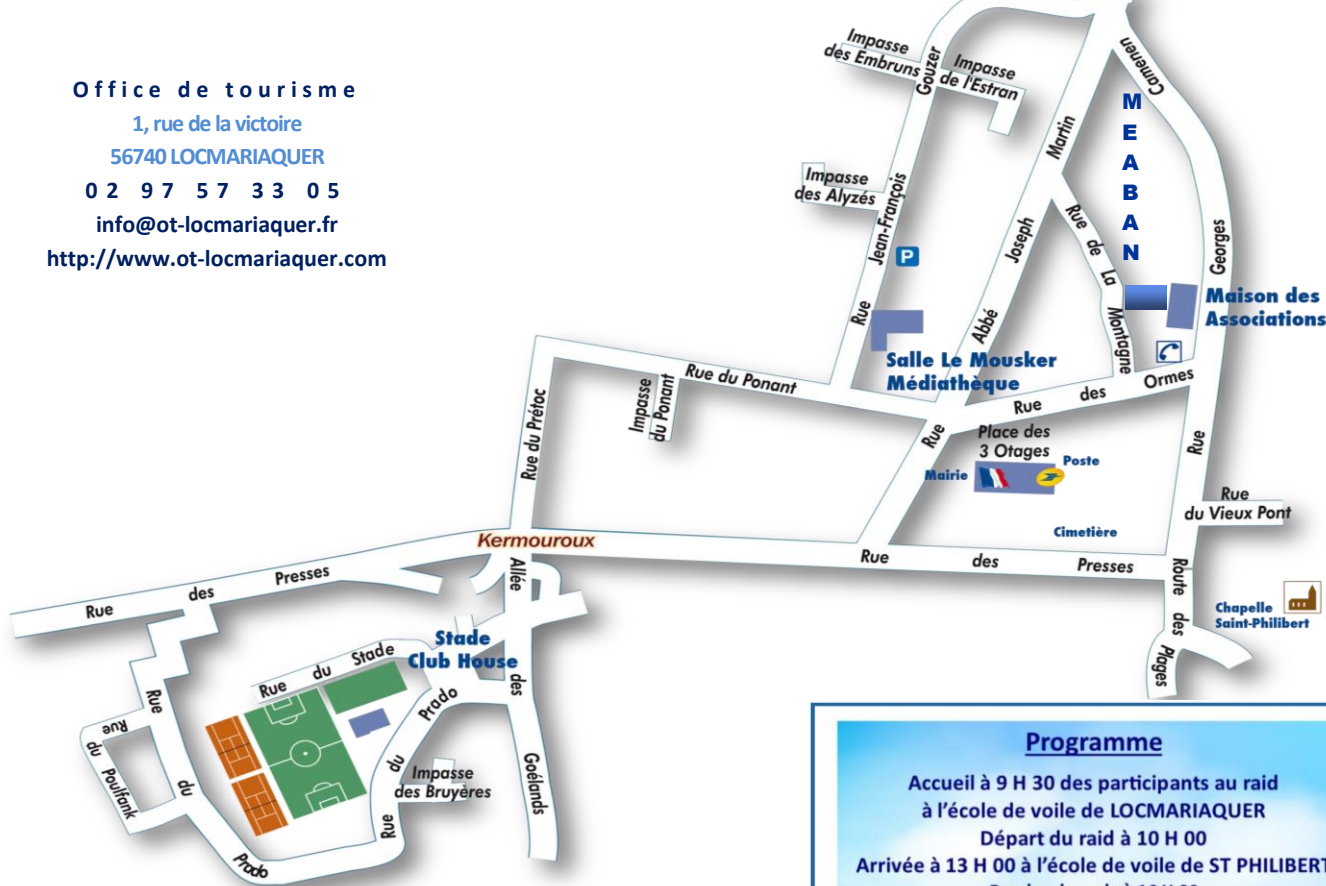 Office de tourisme
1, rue de la victoire
56740 LOCMARIAQUER
02 97 57 33 05
info@ot-locmariaquer.fr
http://www.ot-locmariaquer.com
Impasse
des Embruns
Impasse
de l'Estran
Impasse
des Alyzés
Rue Jean-François Gouzer
P
Rue Abbé Joseph Martin
Rue de La Montagne
MEABAN
Rue Georges Camenen
Maison des
Associations
Salle Le Mousker
Médiathèque
Rue des Ormes
Rue du Ponant
Impasse
du Ponant
Rue du Prétoc
Place des
3 Otages
Mairie
Poste
Cimetière
Rue
du Vieux Pont
Kermouroux
Rue des Presses
Rue des Presses
Route des Plages
Chapelle
Saint-Philibert
Allée des Goélands
Stade
Club House
Rue du Stade
Rue du Prado
Rue du Prado
Rue du Poulfank
Impasse
des Bruyères
Programme
Accueil à 9 H 30 des participants au raid
à l'école de voile de LOCMARIAQUER
Départ du raid à 10 H 00
Arrivée à 13 H 00 à l'école de voile de ST PHILIBERT